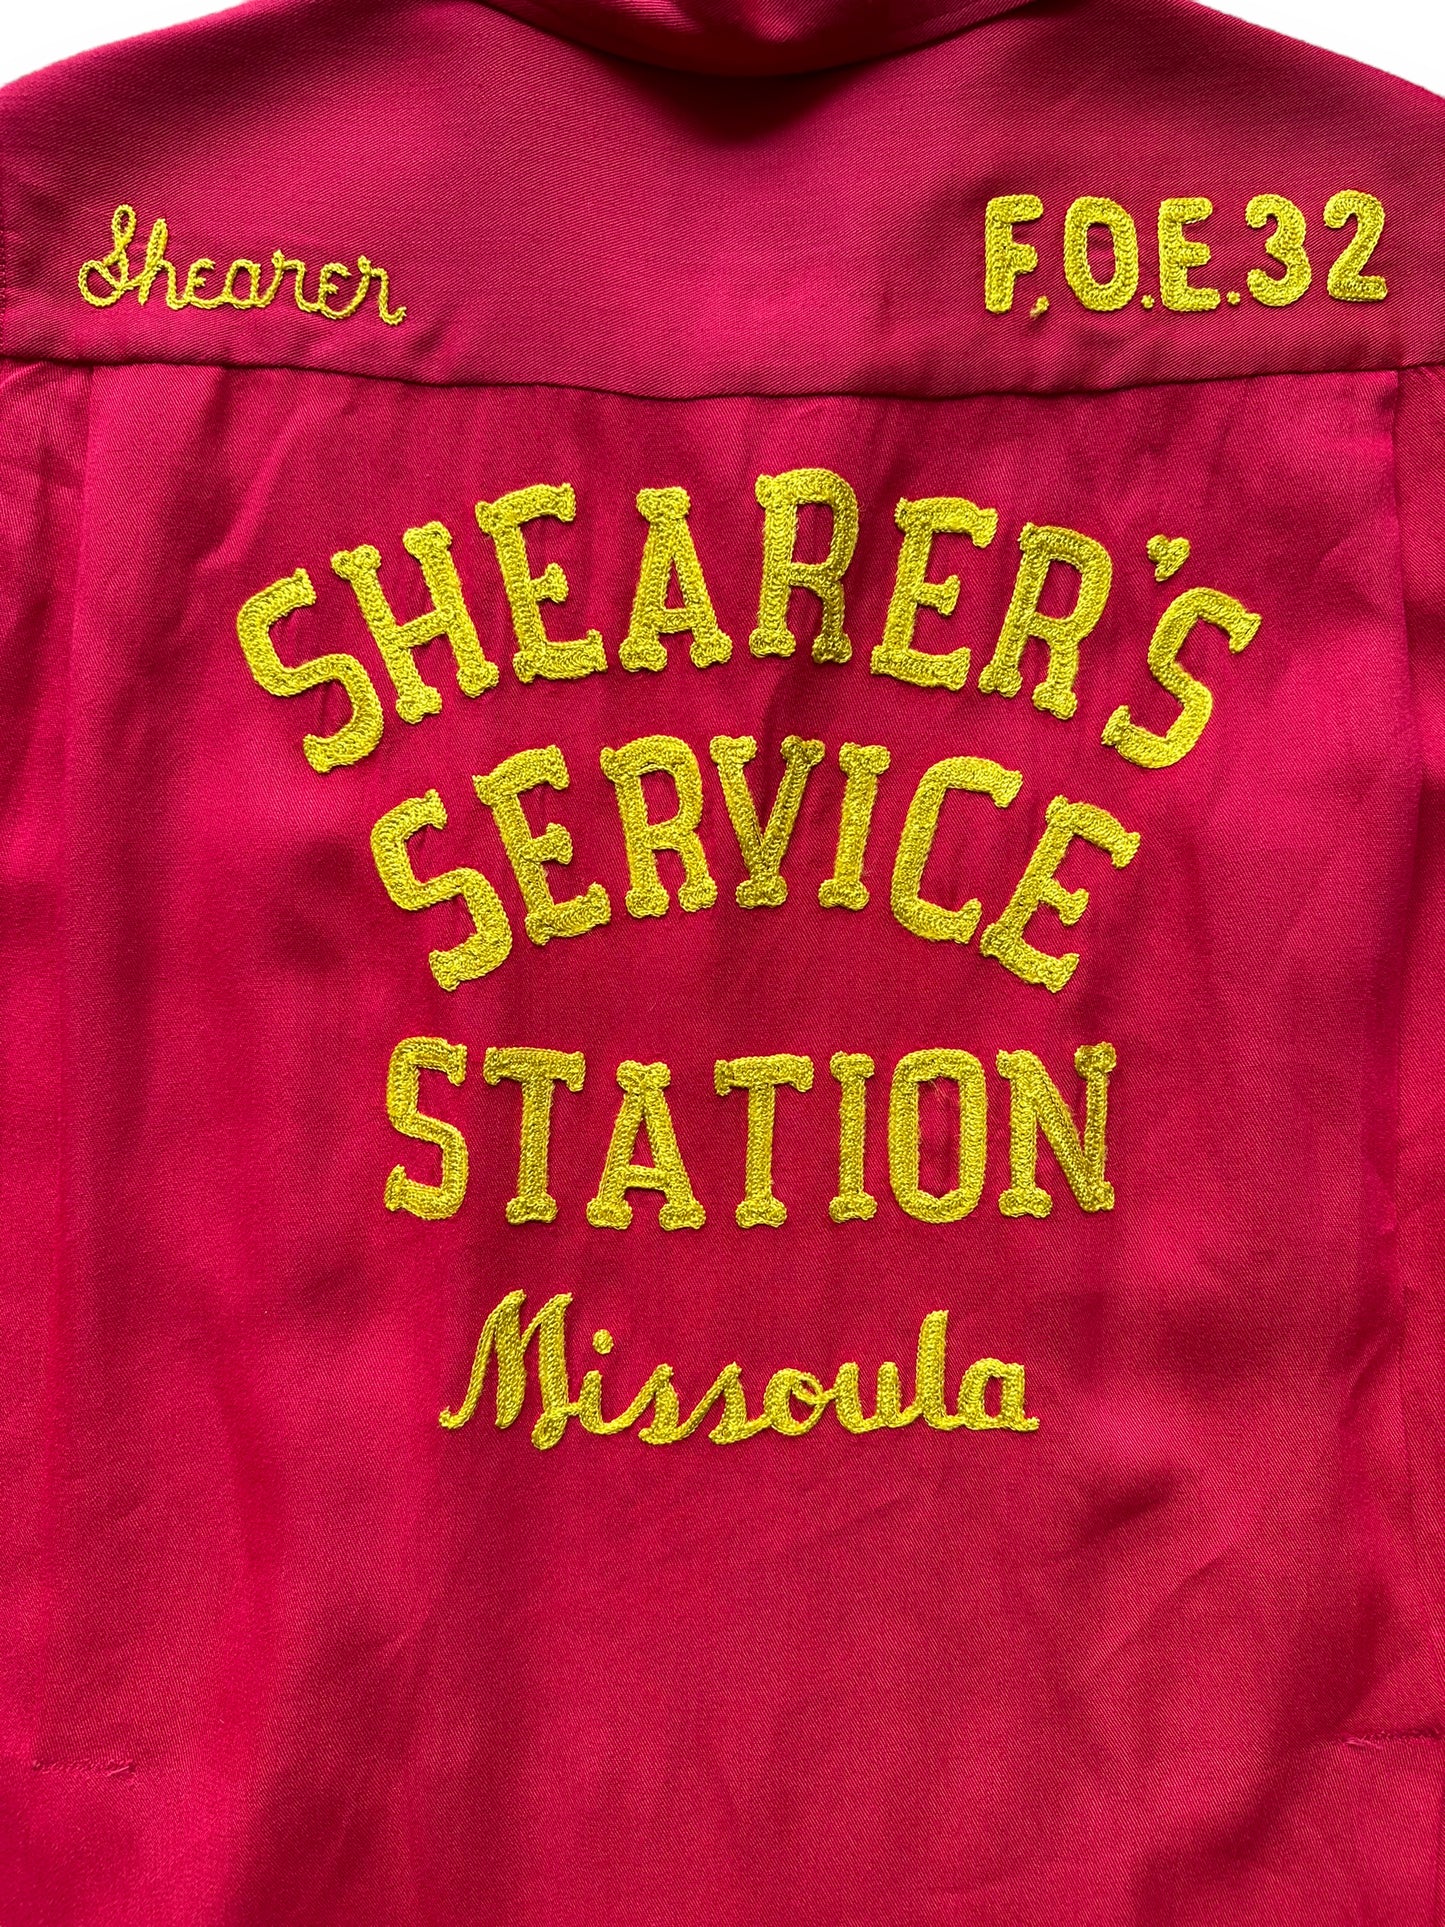 Shearer
F.O.E.32
SHEARER'S
SERVICE
STATION
Missoula